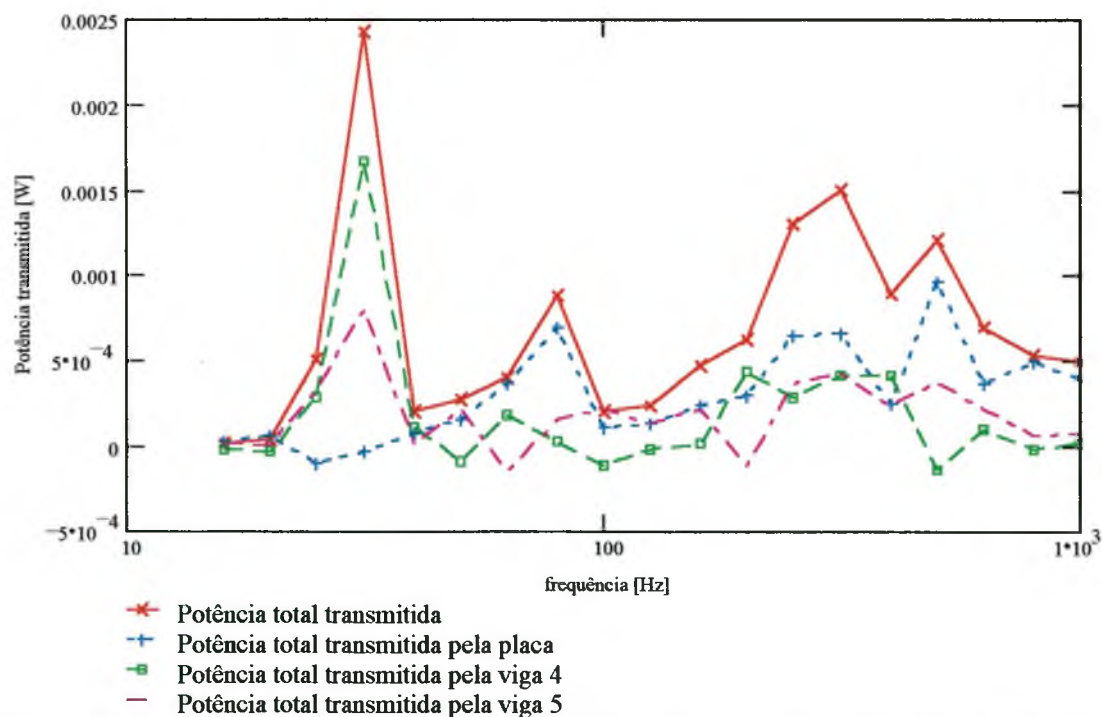 0.0025
0.002
0.0015
0.001
5*10⁻⁴
0
−5*10⁻⁴
Potência transmitida [W]
10
100
1*10³
frequência [Hz]
Potência total transmitida
Potência total transmitida pela placa
Potência total transmitida pela viga 4
Potência total transmitida pela viga 5